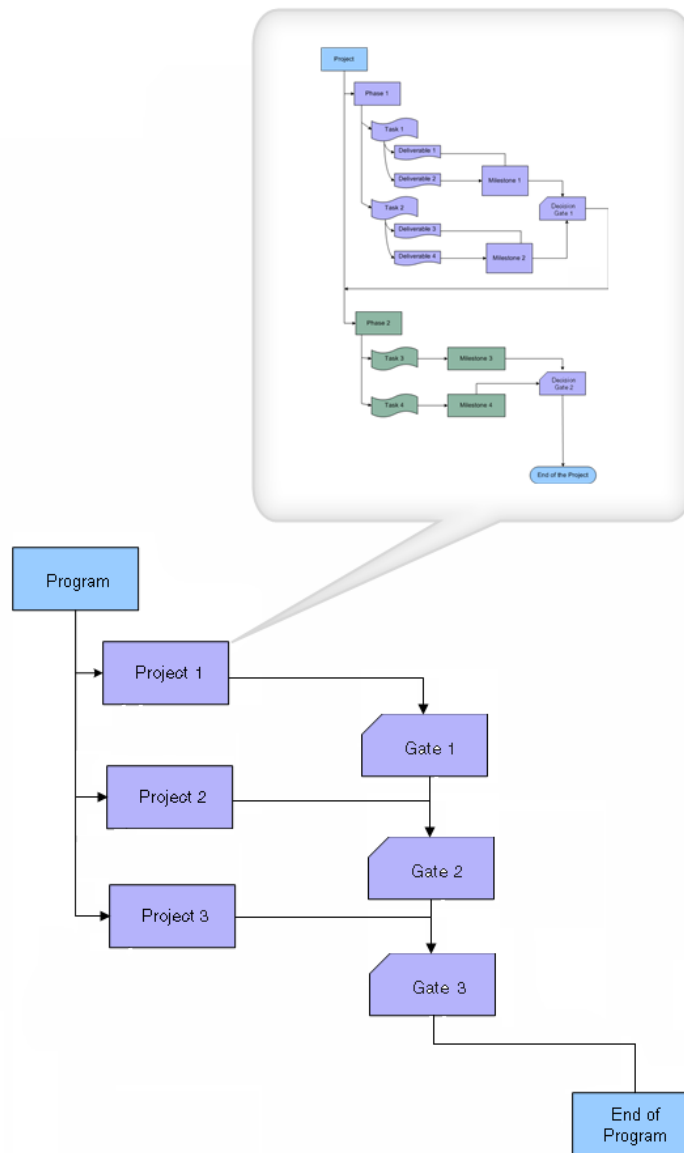 Project
Phase 1
Task 1
Deliverable 1
Deliverable 2
Milestone 1
Task 2
Decision
Gate 1
Deliverable 3
Deliverable 4
Milestone 2
Phase 2
Task 3
Milestone 3
Decision
Gate 2
Task 4
Milestone 4
End of the Project
Program
Project 1
Gate 1
Project 2
Gate 2
Project 3
Gate 3
End of
Program